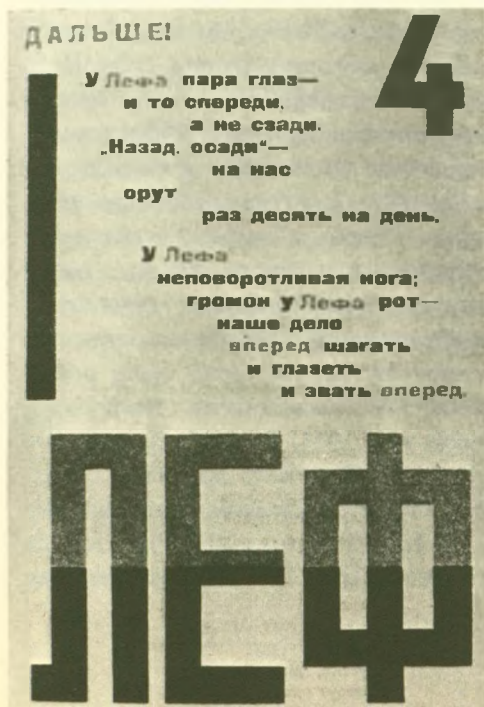 ДАЛЬШЕ!
4
У Лефа пара глаз—
и то спереди,
а не сзади.
„Назад, осади“—
на нас
орут
раз десять на день.
У Лефа
неповоротливая нога;
громок у Лефа рот—
наше дело
вперед шагать
и глазеть
и звать вперед.
ЛЕФ